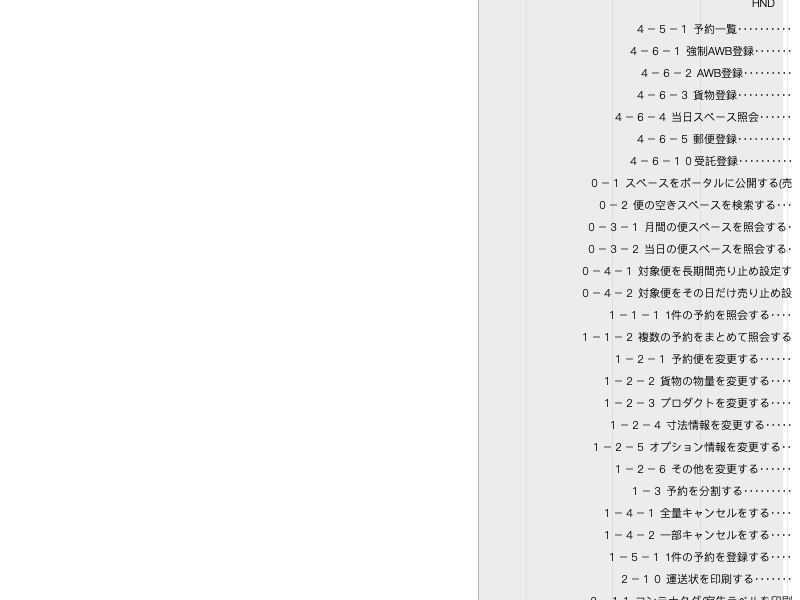 HND
４－５－１ 予約一覧··········
４－６－１ 強制AWB登録·······
４－６－２ AWB登録·········
４－６－３ 貨物登録··········
４－６－４ 当日スペース照会······
４－６－５ 郵便登録··········
４－６－１０受託登録··········
０－１ スペースをポータルに公開する(売
０－２ 便の空きスペースを検索する···
０－３－１ 月間の便スペースを照会する·
０－３－２ 当日の便スペースを照会する·
０－４－１ 対象便を長期間売り止め設定す
０－４－２ 対象便をその日だけ売り止め設
１－１－１ 1件の予約を照会する····
１－１－２ 複数の予約をまとめて照会する
１－２－１ 予約便を変更する······
１－２－２ 貨物の物量を変更する····
１－２－３ プロダクトを変更する····
１－２－４ 寸法情報を変更する·····
１－２－５ オプション情報を変更する··
１－２－６ その他を変更する······
１－３ 予約を分割する·········
１－４－１ 全量キャンセルをする····
１－４－２ 一部キャンセルをする····
１－５－１ 1件の予約を登録する····
２－１０ 運送状を印刷する·······